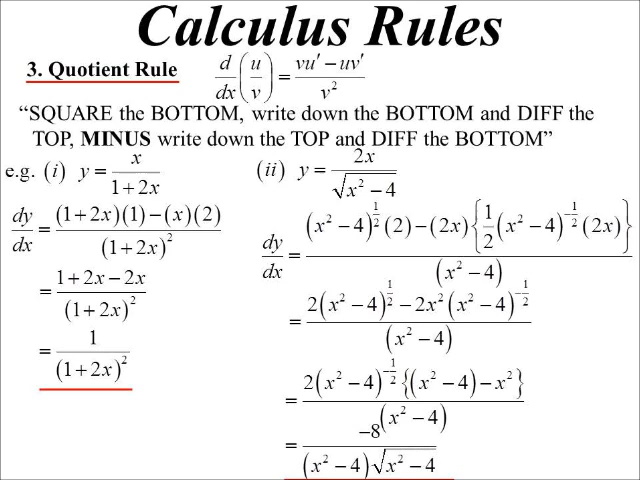 Calculus Rules
3. Quotient Rule   d/dx (u/v) = (vu′ − uv′)/v²
“SQUARE the BOTTOM, write down the BOTTOM and DIFF the
TOP, MINUS write down the TOP and DIFF the BOTTOM”
e.g. (i) y = x/(1 + 2x)
dy/dx = ((1 + 2x)(1) − (x)(2))/(1 + 2x)²
= (1 + 2x − 2x)/(1 + 2x)²
= 1/(1 + 2x)²
(ii) y = 2x/√(x² − 4)
dy/dx = ((x² − 4)^(1/2) (2) − (2x){1/2 (x² − 4)^(−1/2) (2x)})/(x² − 4)
= (2(x² − 4)^(1/2) − 2x²(x² − 4)^(−1/2))/(x² − 4)
= (2(x² − 4)^(−1/2) {(x² − 4) − x²})/(x² − 4)
= −8/((x² − 4)√(x² − 4))